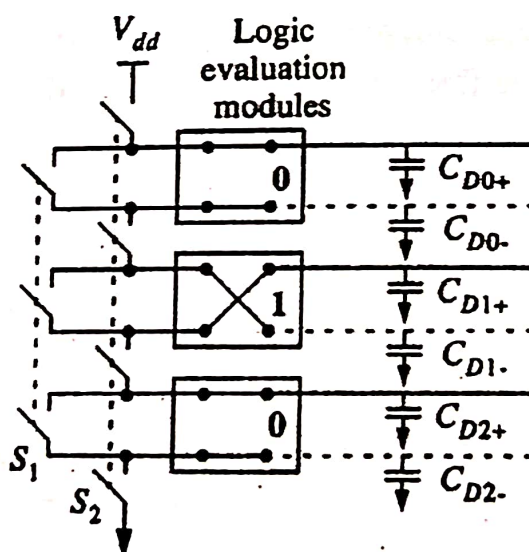 V_dd
Logic
evaluation
modules
0
C_D0+
C_D0-
1
C_D1+
C_D1-
0
C_D2+
C_D2-
S_1
S_2